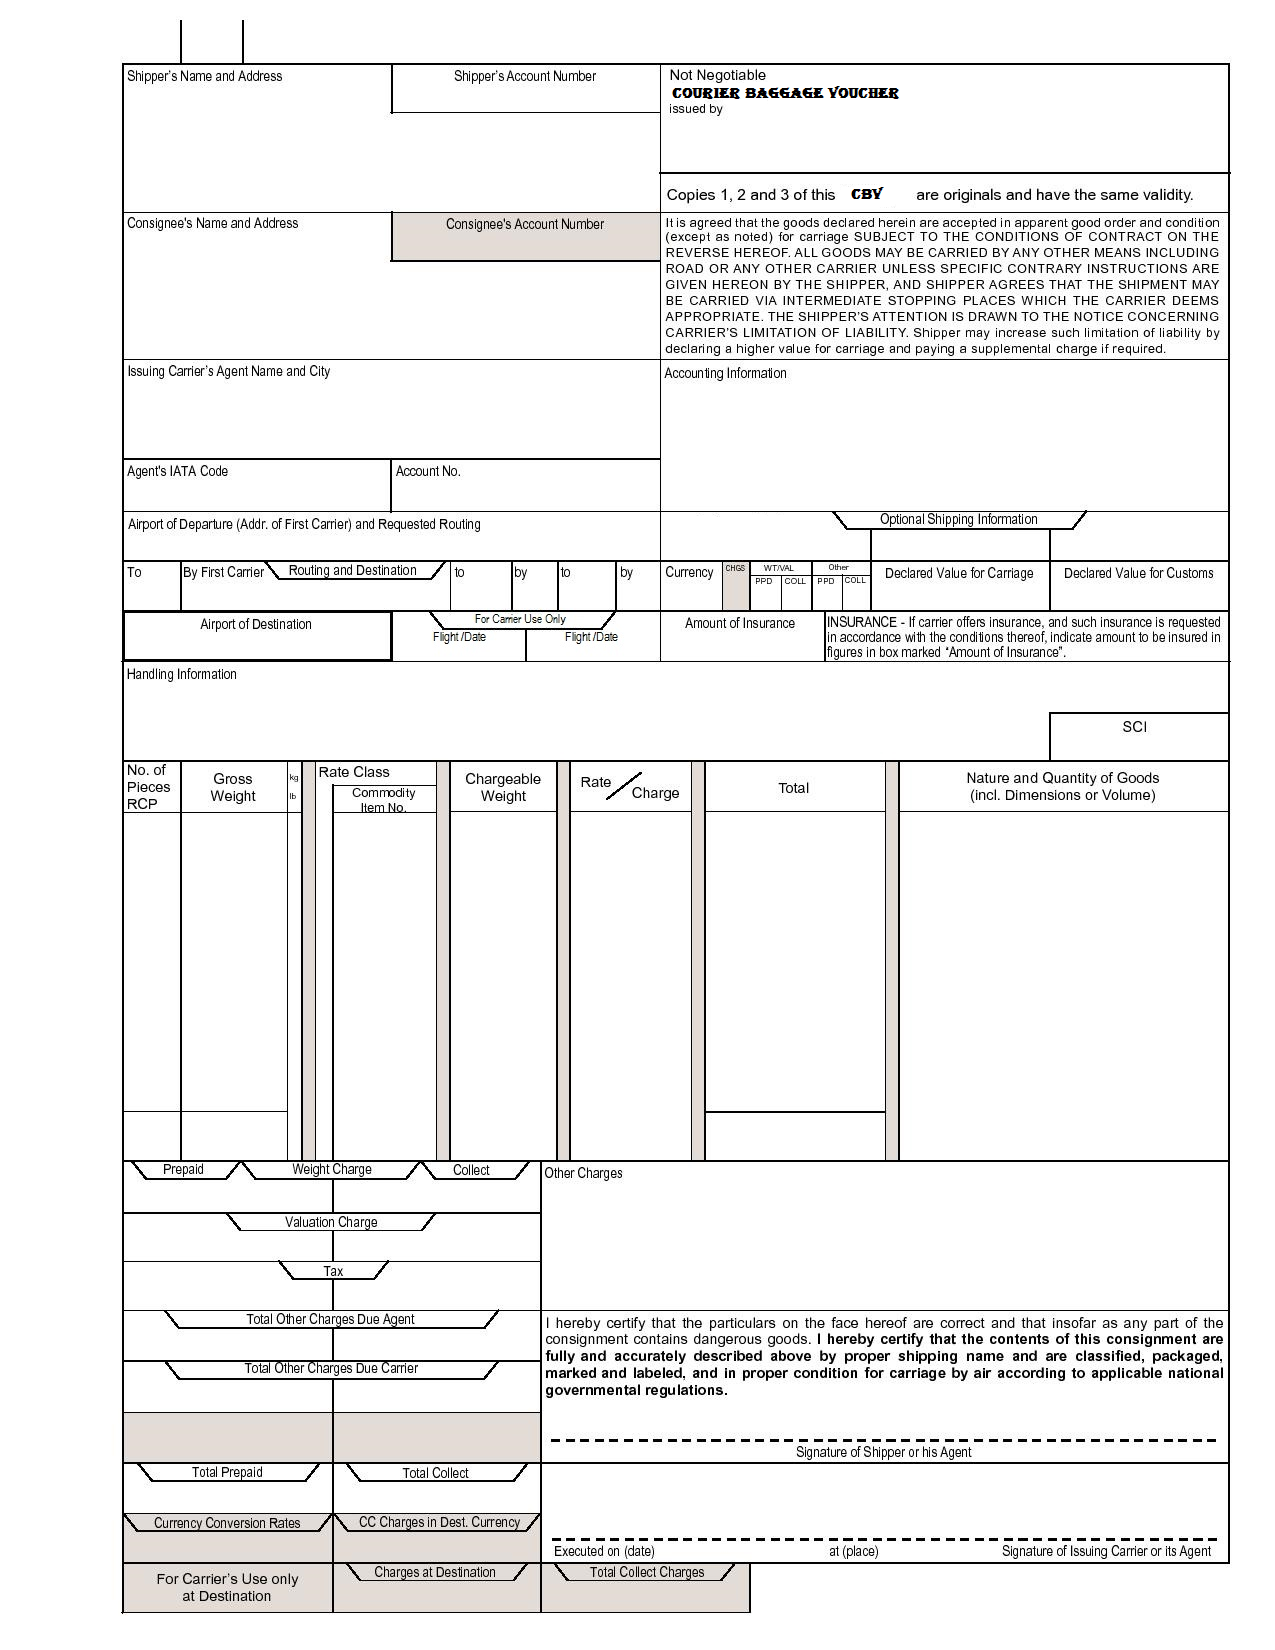 Shipper's Name and Address
Shipper's Account Number
Not Negotiable
COURIER BAGGAGE VOUCHER
issued by
Copies 1, 2 and 3 of this CBV are originals and have the same validity.
Consignee's Name and Address
Consignee's Account Number
It is agreed that the goods declared herein are accepted in apparent good order and condition
(except as noted) for carriage SUBJECT TO THE CONDITIONS OF CONTRACT ON THE
REVERSE HEREOF. ALL GOODS MAY BE CARRIED BY ANY OTHER MEANS INCLUDING
ROAD OR ANY OTHER CARRIER UNLESS SPECIFIC CONTRARY INSTRUCTIONS ARE
GIVEN HEREON BY THE SHIPPER, AND SHIPPER AGREES THAT THE SHIPMENT MAY
BE CARRIED VIA INTERMEDIATE STOPPING PLACES WHICH THE CARRIER DEEMS
APPROPRIATE. THE SHIPPER'S ATTENTION IS DRAWN TO THE NOTICE CONCERNING
CARRIER'S LIMITATION OF LIABILITY. Shipper may increase such limitation of liability by
declaring a higher value for carriage and paying a supplemental charge if required.
Issuing Carrier's Agent Name and City
Accounting Information
Agent's IATA Code
Account No.
Airport of Departure (Addr. of First Carrier) and Requested Routing
Optional Shipping Information
To
By First Carrier
Routing and Destination
to
by
to
by
Currency
CHGS
WT/VAL
PPD
COLL
Other
PPD
COLL
Declared Value for Carriage
Declared Value for Customs
Airport of Destination
For Carrier Use Only
Flight /Date
Flight /Date
Amount of Insurance
INSURANCE - If carrier offers insurance, and such insurance is requested
in accordance with the conditions thereof, indicate amount to be insured in
figures in box marked “Amount of Insurance”.
Handling Information
SCI
No. of
Pieces
RCP
Gross
Weight
kg
lb
Rate Class
Commodity
Item No.
Chargeable
Weight
Rate
Charge
Total
Nature and Quantity of Goods
(incl. Dimensions or Volume)
Prepaid
Weight Charge
Collect
Other Charges
Valuation Charge
Tax
Total Other Charges Due Agent
I hereby certify that the particulars on the face hereof are correct and that insofar as any part of the
consignment contains dangerous goods. I hereby certify that the contents of this consignment are
fully and accurately described above by proper shipping name and are classified, packaged,
marked and labeled, and in proper condition for carriage by air according to applicable national
governmental regulations.
Total Other Charges Due Carrier
Signature of Shipper or his Agent
Total Prepaid
Total Collect
Currency Conversion Rates
CC Charges in Dest. Currency
Executed on (date)
at (place)
Signature of Issuing Carrier or its Agent
For Carrier's Use only
at Destination
Charges at Destination
Total Collect Charges